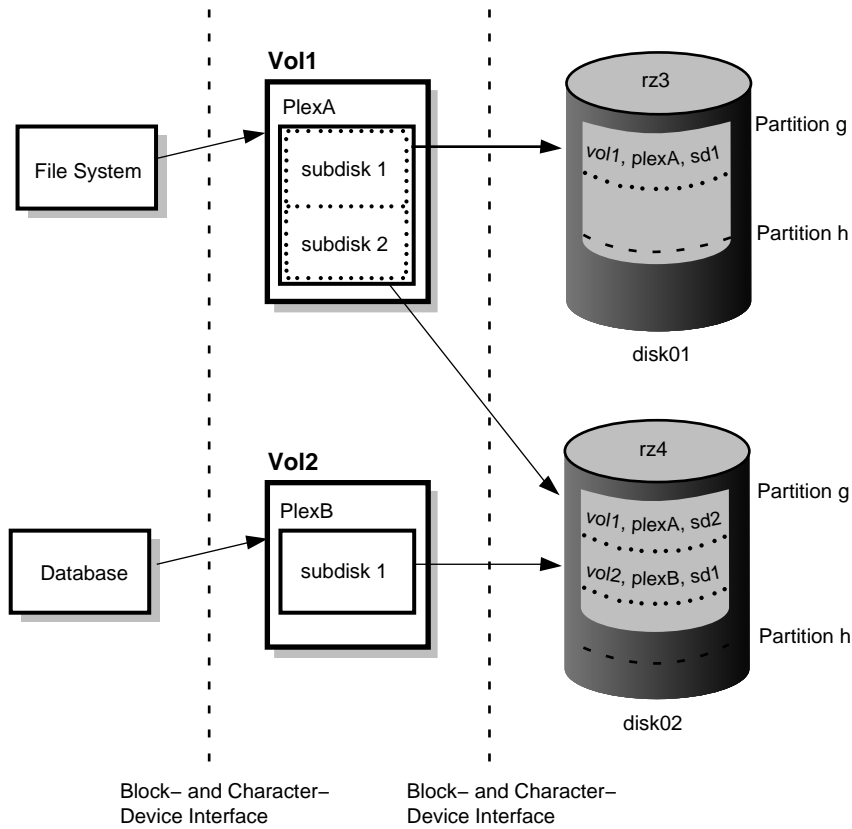 Vol1
PlexA
subdisk 1
subdisk 2
File System
rz3
Partition g
vol1, plexA, sd1
Partition h
disk01
Vol2
PlexB
subdisk 1
Database
rz4
Partition g
vol1, plexA, sd2
vol2, plexB, sd1
Partition h
disk02
Block− and Character−
Device Interface
Block− and Character−
Device Interface